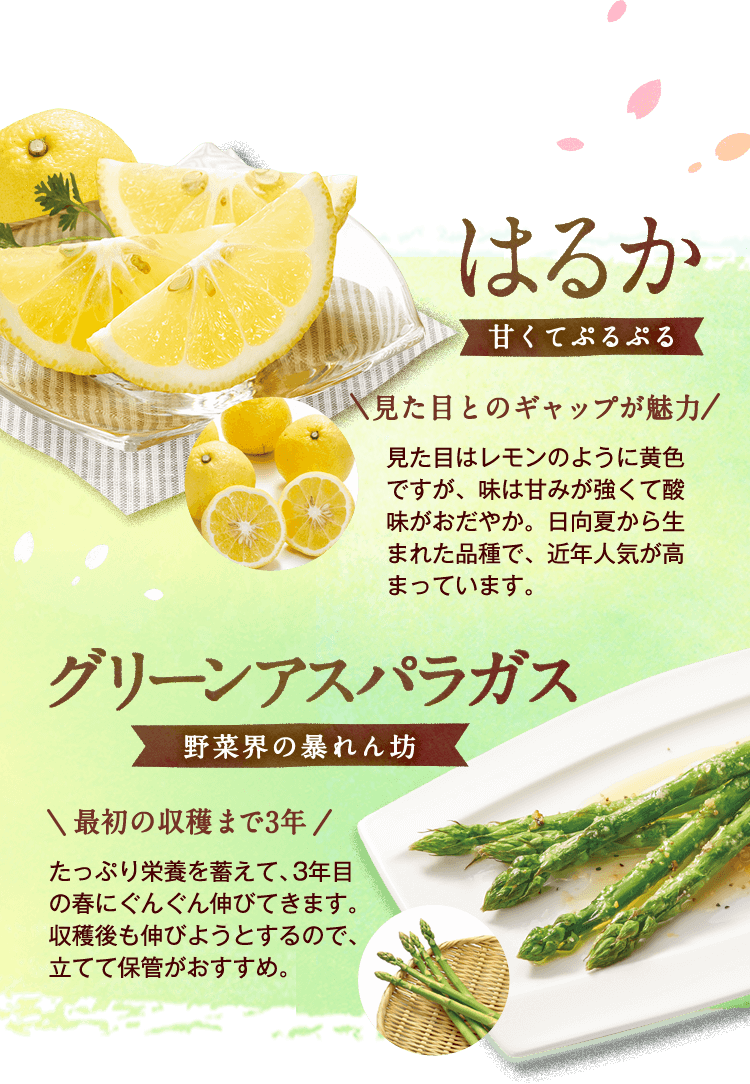 はるか
甘くてぷるぷる
\見た目とのギャップが魅力/
見た目はレモンのように黄色
ですが、味は甘みが強くて酸
味がおだやか。日向夏から生
まれた品種で、近年人気が高
まっています。
グリーンアスパラガス
野菜界の暴れん坊
\最初の収穫まで3年/
たっぷり栄養を蓄えて、3年目
の春にぐんぐん伸びてきます。
収穫後も伸びようとするので、
立てて保管がおすすめ。